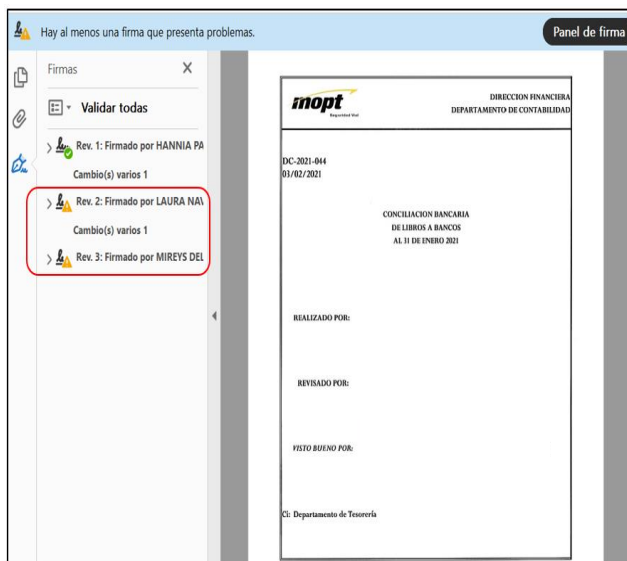 Hay al menos una firma que presenta problemas.
Panel de firma
Firmas
Validar todas
Rev. 1: Firmado por HANNIA PA
Cambio(s) varios 1
Rev. 2: Firmado por LAURA NAV
Cambio(s) varios 1
Rev. 3: Firmado por MIREYS DEL
mopt
Seguridad Vial
DIRECCION FINANCIERA
DEPARTAMENTO DE CONTABILIDAD
DC-2021-044
03/02/2021
CONCILIACION BANCARIA
DE LIBROS A BANCOS
AL 31 DE ENERO 2021
REALIZADO POR:
REVISADO POR:
VISTO BUENO POR:
Ci: Departamento de Tesorería